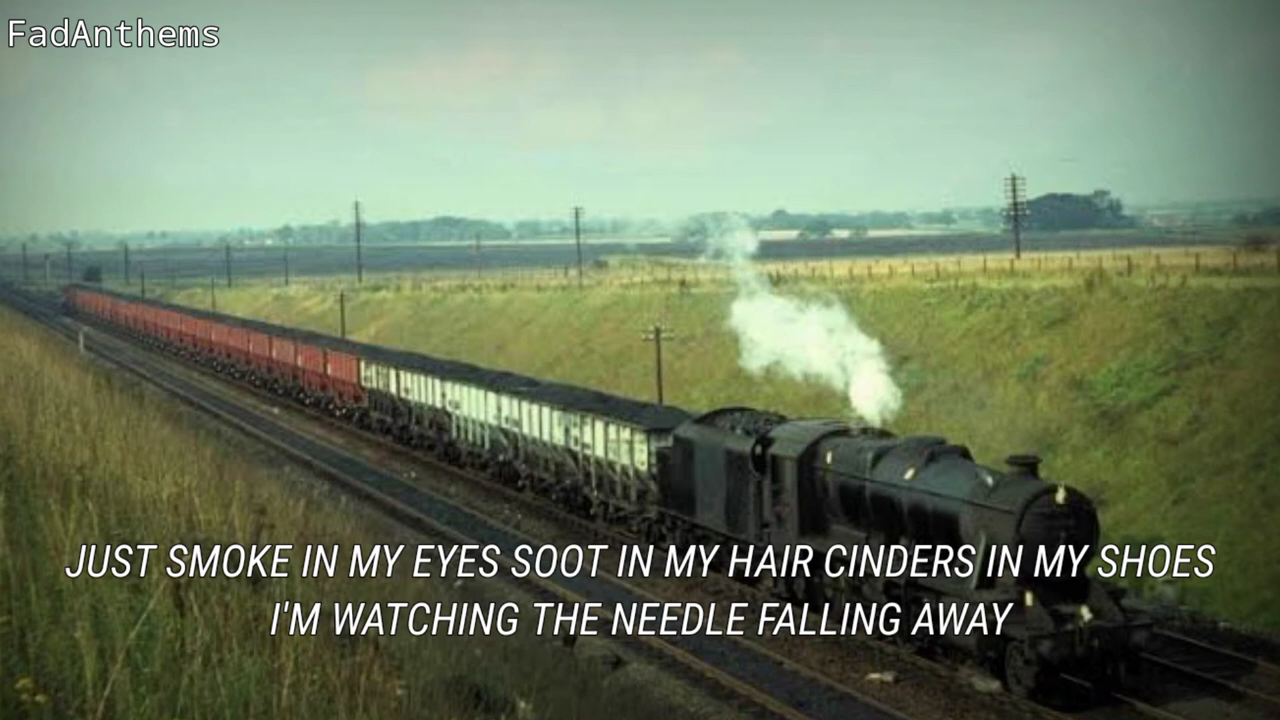 FadAnthems
JUST SMOKE IN MY EYES SOOT IN MY HAIR CINDERS IN MY SHOES
I'M WATCHING THE NEEDLE FALLING AWAY